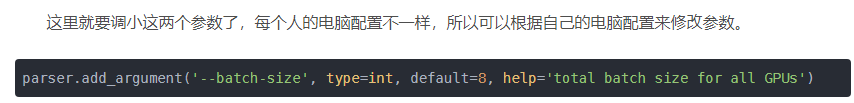 这里就要调小这两个参数了，每个人的电脑配置不一样，所以可以根据自己的电脑配置来修改参数。
parser.add_argument('--batch-size', type=int, default=8, help='total batch size for all GPUs')